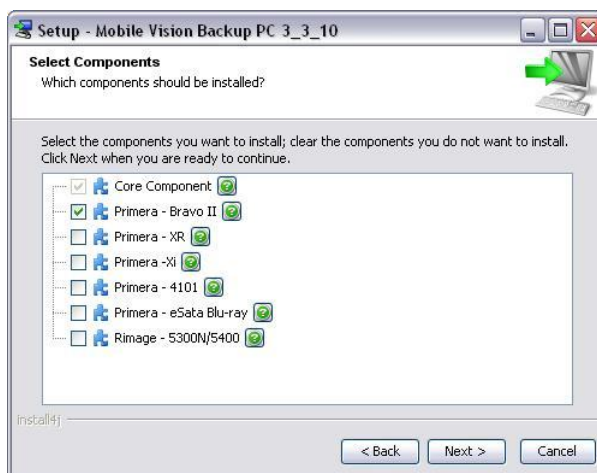 Setup - Mobile Vision Backup PC 3_3_10
Select Components
Which components should be installed?
Select the components you want to install; clear the components you do not want to install.
Click Next when you are ready to continue.
Core Component
Primera - Bravo II
Primera - XR
Primera -Xi
Primera - 4101
Primera - eSata Blu-ray
Rimage - 5300N/5400
install4j
< Back Next > Cancel